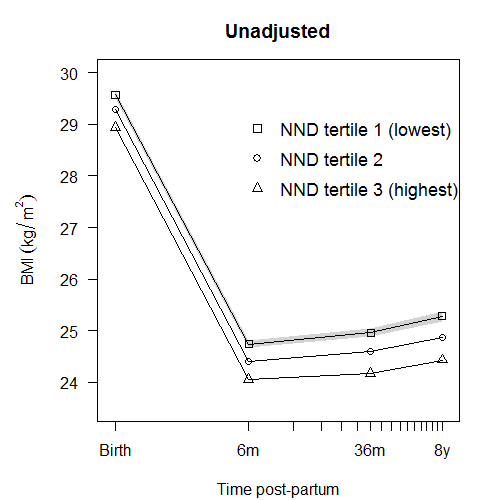 Unadjusted
30
29
28
27
26
25
24
BMI (kg/m²)
NND tertile 1 (lowest)
NND tertile 2
NND tertile 3 (highest)
Birth 6m 36m 8y
Time post-partum